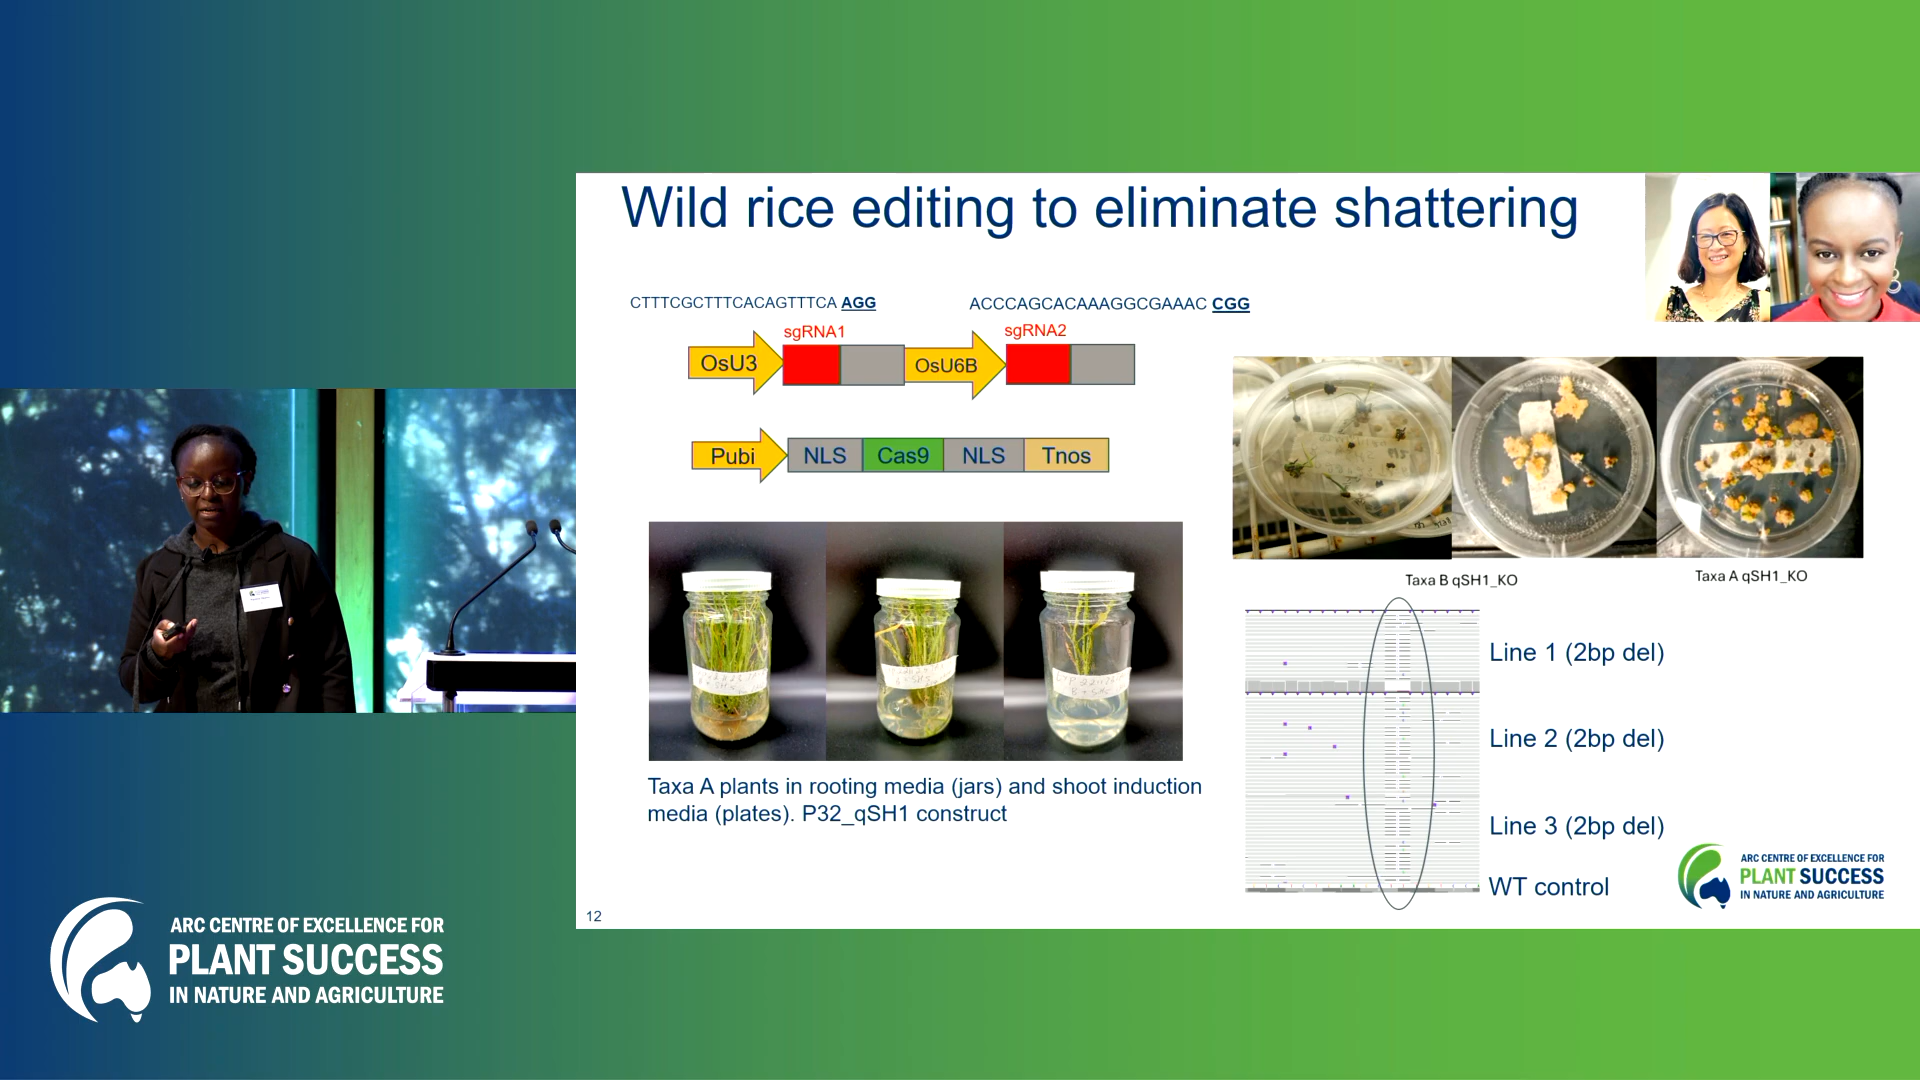 Wild rice editing to eliminate shattering
CTTTCGCTTTCACAGTTTCA AGG
ACCCAGCACAAAGGCGAAAC CGG
sgRNA1
sgRNA2
OsU3
OsU6B
Pubi
NLS
Cas9
NLS
Tnos
Taxa B qSH1_KO
Taxa A qSH1_KO
Line 1 (2bp del)
Line 2 (2bp del)
Line 3 (2bp del)
WT control
Taxa A plants in rooting media (jars) and shoot induction
media (plates). P32_qSH1 construct
ARC CENTRE OF EXCELLENCE FOR
PLANT SUCCESS
IN NATURE AND AGRICULTURE
12
ARC CENTRE OF EXCELLENCE FOR
PLANT SUCCESS
IN NATURE AND AGRICULTURE